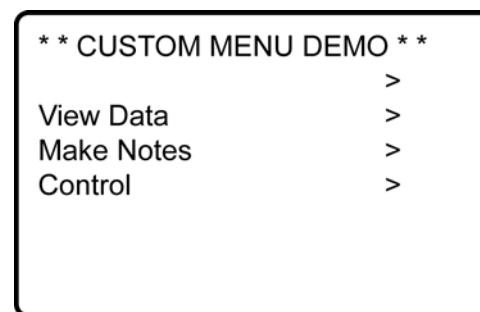 * * CUSTOM MENU DEMO * *
>
View Data >
Make Notes >
Control >